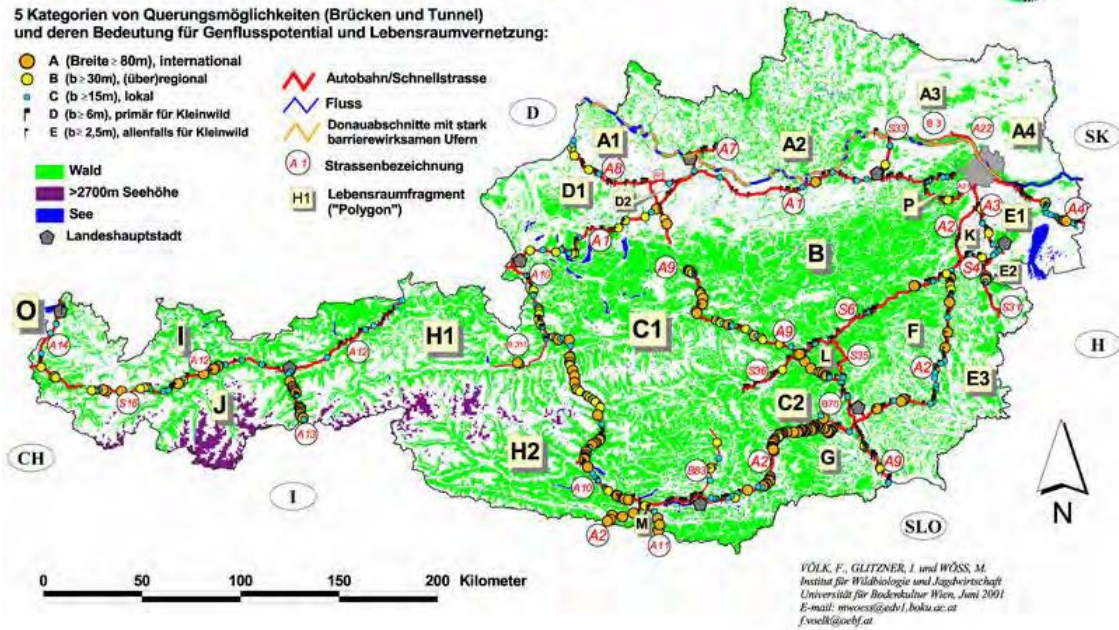 5 Kategorien von Querungsmöglichkeiten (Brücken und Tunnel)
und deren Bedeutung für Genflusspotential und Lebensraumvernetzung:
A (Breite ≥ 80m), international
B (b ≥ 30m), (über)regional
C (b ≥ 15m), lokal
D (b ≥ 6m), primär für Kleinwild
E (b ≥ 2,5m), allenfalls für Kleinwild
Wald
>2700m Seehöhe
See
Landeshauptstadt
Autobahn/Schnellstrasse
Fluss
Donauabschnitte mit stark
barrierewirksamen Ufern
A 1 Strassenbezeichnung
H1 Lebensraumfragment
("Polygon")
D
A3
S33
B 3
A22
A4
SK
A1
A8
A7
A2
D1
D2
A1
P
A3
E1
A4
A1
A2
K
B
S4
E2
A10
A9
S31
O
C1
S6
H
A14
I
A12
A12
H1
B311
A9
F
L
S35
S36
A2
E3
S16
J
C2
B70
A13
H2
G
CH
I
A10
B83
A2
A9
M
A2
A11
SLO
N
0 50 100 150 200 Kilometer
VÖLK, F., GLITZNER, I. und WÖSS, M.
Institut für Wildbiologie und Jagdwirtschaft
Universität für Bodenkultur Wien, Juni 2001
E-mail: mwoess@edv1.boku.ac.at
f.voelk@oebf.at